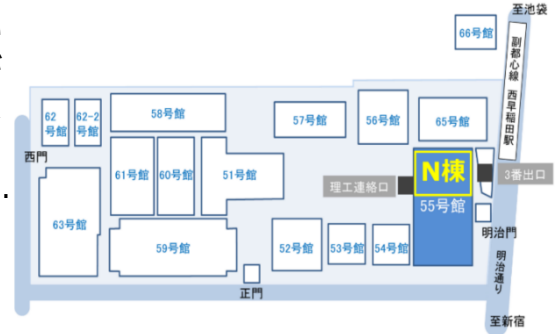 至池袋
66号館
副都心線 西早稲田駅
62
号館
62-2
号館
58号館
57号館
56号館
65号館
西門
61号館
60号館
51号館
N棟
3番出口
理工連絡口
55号館
63号館
59号館
52号館
53号館
54号館
明治門
明治通り
正門
至新宿